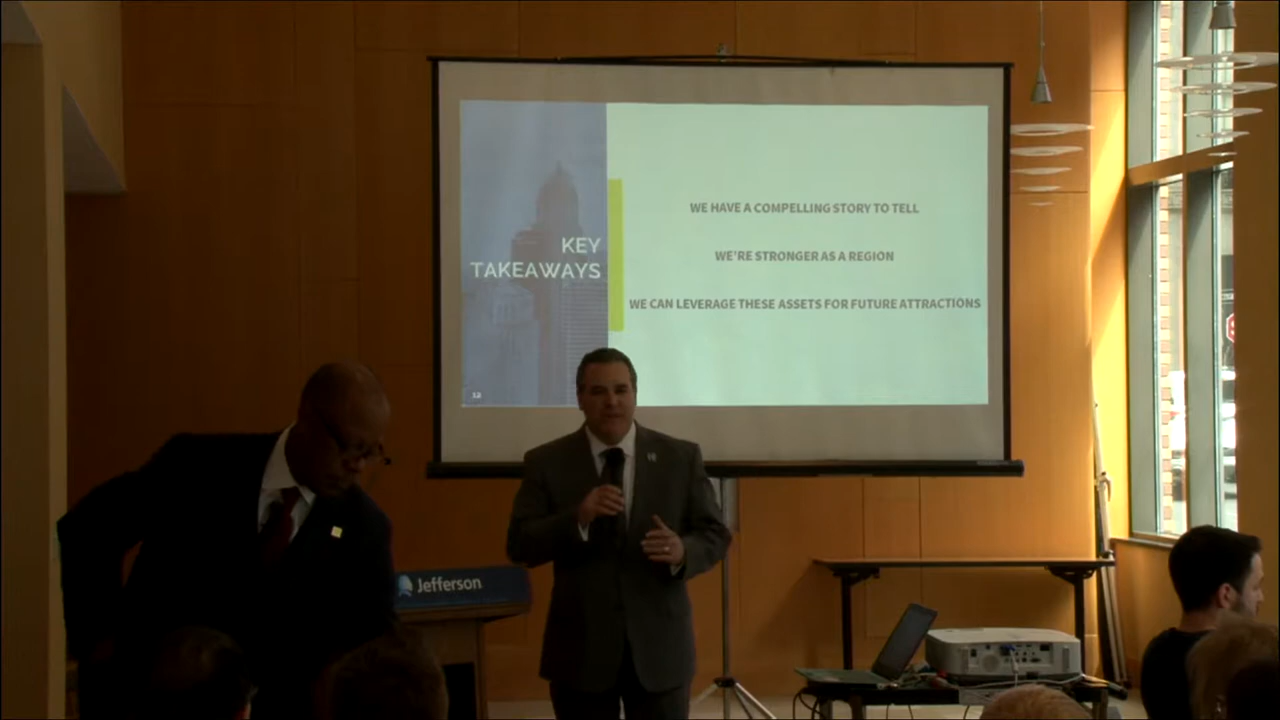 KEY
TAKEAWAYS
WE HAVE A COMPELLING STORY TO TELL
WE'RE STRONGER AS A REGION
WE CAN LEVERAGE THESE ASSETS FOR FUTURE ATTRACTIONS
12
Jefferson